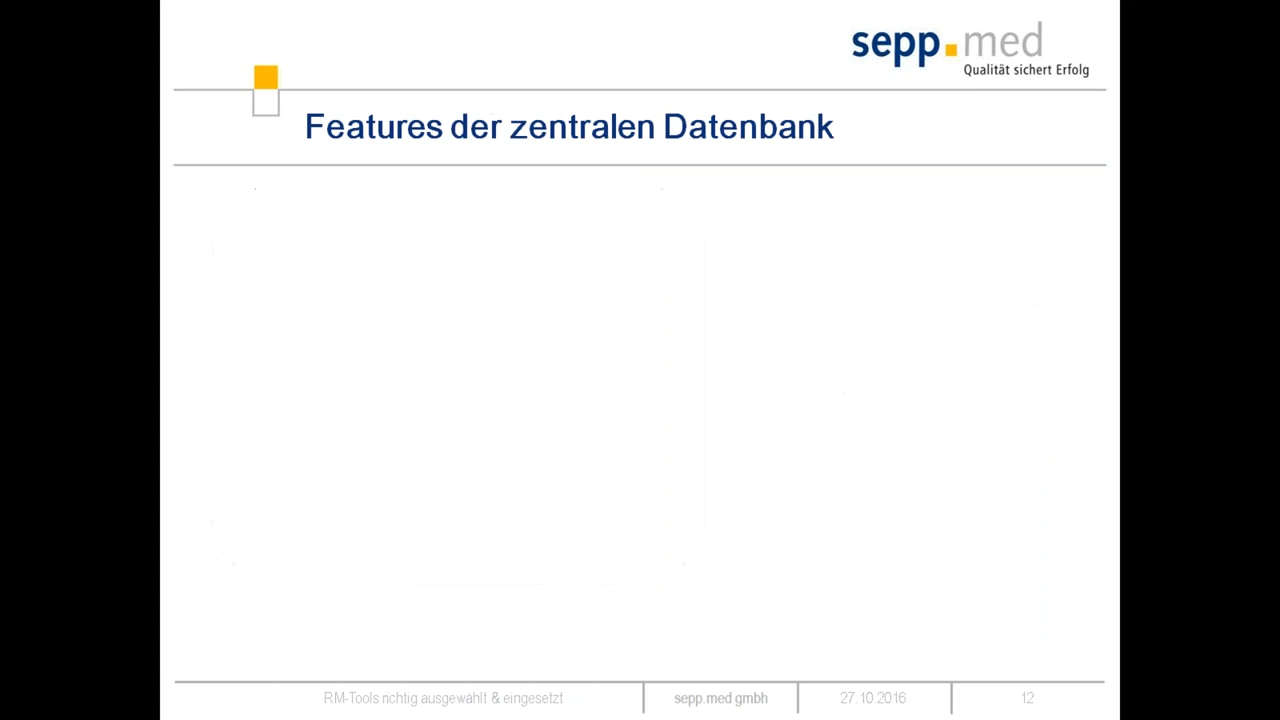 sepp.med
Qualität sichert Erfolg
Features der zentralen Datenbank
RM-Tools richtig ausgewählt & eingesetzt
sepp.med gmbh
27.10.2016
12